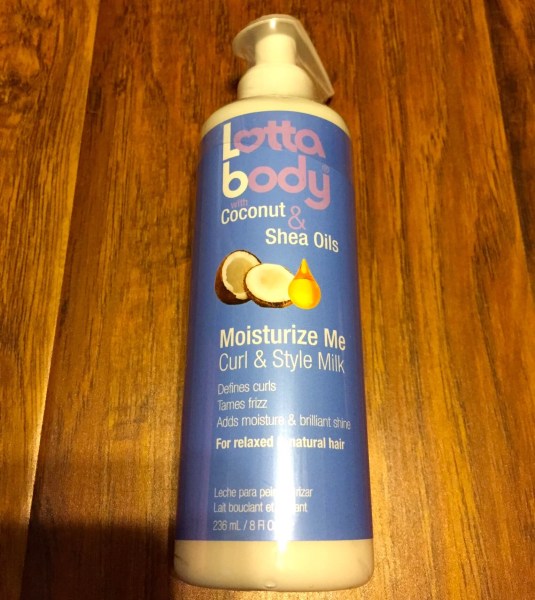 Lotta
body
with
Coconut &
Shea Oils
Moisturize Me
Curl & Style Milk
Defines curls
Tames frizz
Adds moisture & brilliant shine
For relaxed natural hair
Leche para
Lait bouclant et
236 mL / 8 Fl